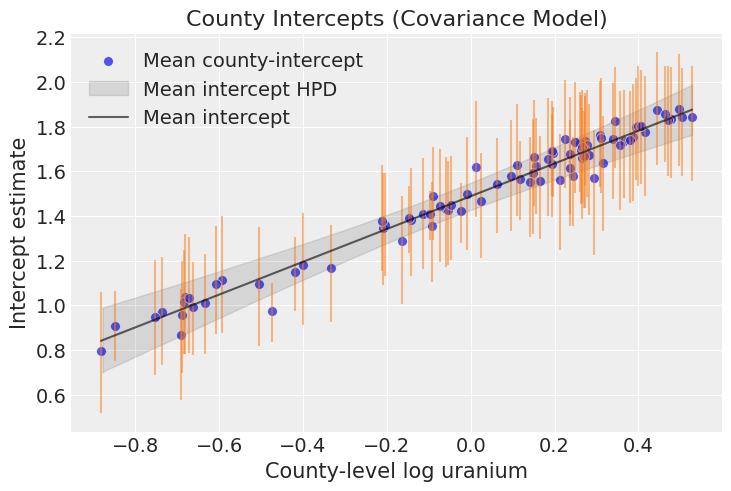 County Intercepts (Covariance Model)
Mean county-intercept
Mean intercept HPD
Mean intercept
Intercept estimate
2.2
2.0
1.8
1.6
1.4
1.2
1.0
0.8
0.6
−0.8 −0.6 −0.4 −0.2 0.0 0.2 0.4
County-level log uranium